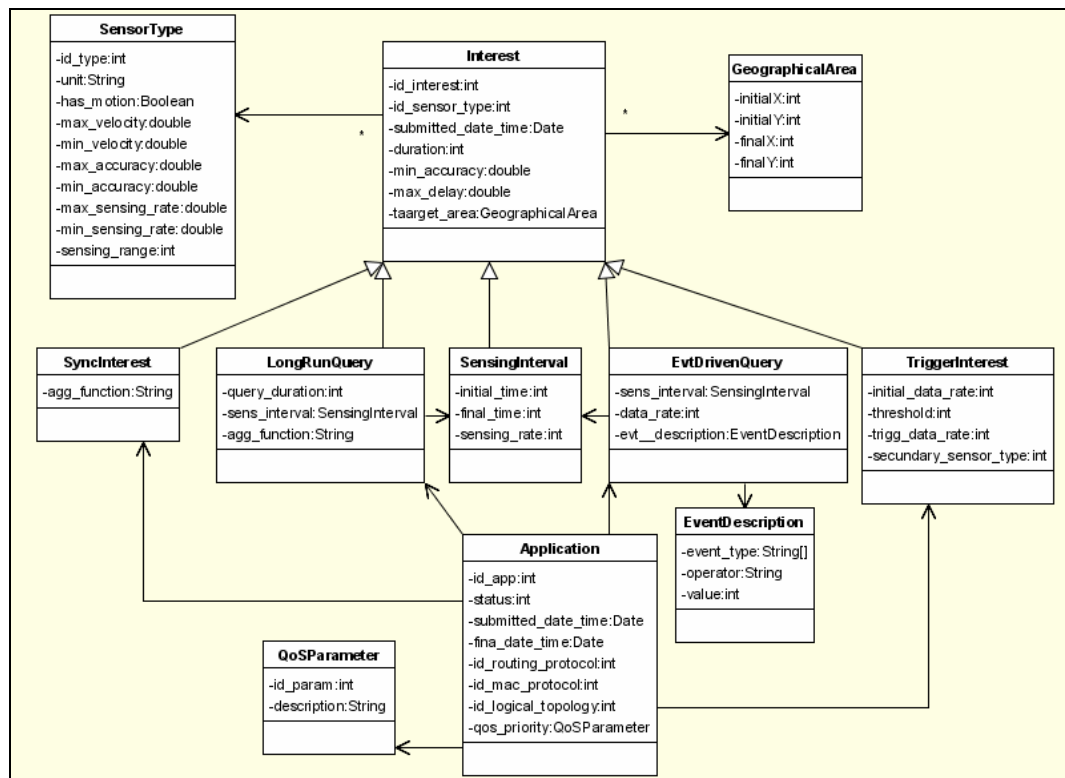 SensorType
-id_type:int
-unit:String
-has_motion:Boolean
-max_velocity:double
-min_velocity:double
-max_accuracy:double
-min_accuracy:double
-max_sensing_rate:double
-min_sensing_rate:double
-sensing_range:int
*
Interest
-id_interest:int
-id_sensor_type:int
-submitted_date_time:Date
-duration:int
-min_accuracy:double
-max_delay:double
-taarget_area:GeographicalArea
*
GeographicalArea
-initialX:int
-initialY:int
-finalX:int
-finalY:int
SyncInterest
-agg_function:String
LongRunQuery
-query_duration:int
-sens_interval:SensingInterval
-agg_function:String
SensingInterval
-initial_time:int
-final_time:int
-sensing_rate:int
EvtDrivenQuery
-sens_interval:SensingInterval
-data_rate:int
-evt__description:EventDescription
TriggerInterest
-initial_data_rate:int
-threshold:int
-trigg_data_rate:int
-secundary_sensor_type:int
EventDescription
-event_type:String[]
-operator:String
-value:int
Application
-id_app:int
-status:int
-submitted_date_time:Date
-fina_date_time:Date
-id_routing_protocol:int
-id_mac_protocol:int
-id_logical_topology:int
-qos_priority:QoSParameter
QoSParameter
-id_param:int
-description:String